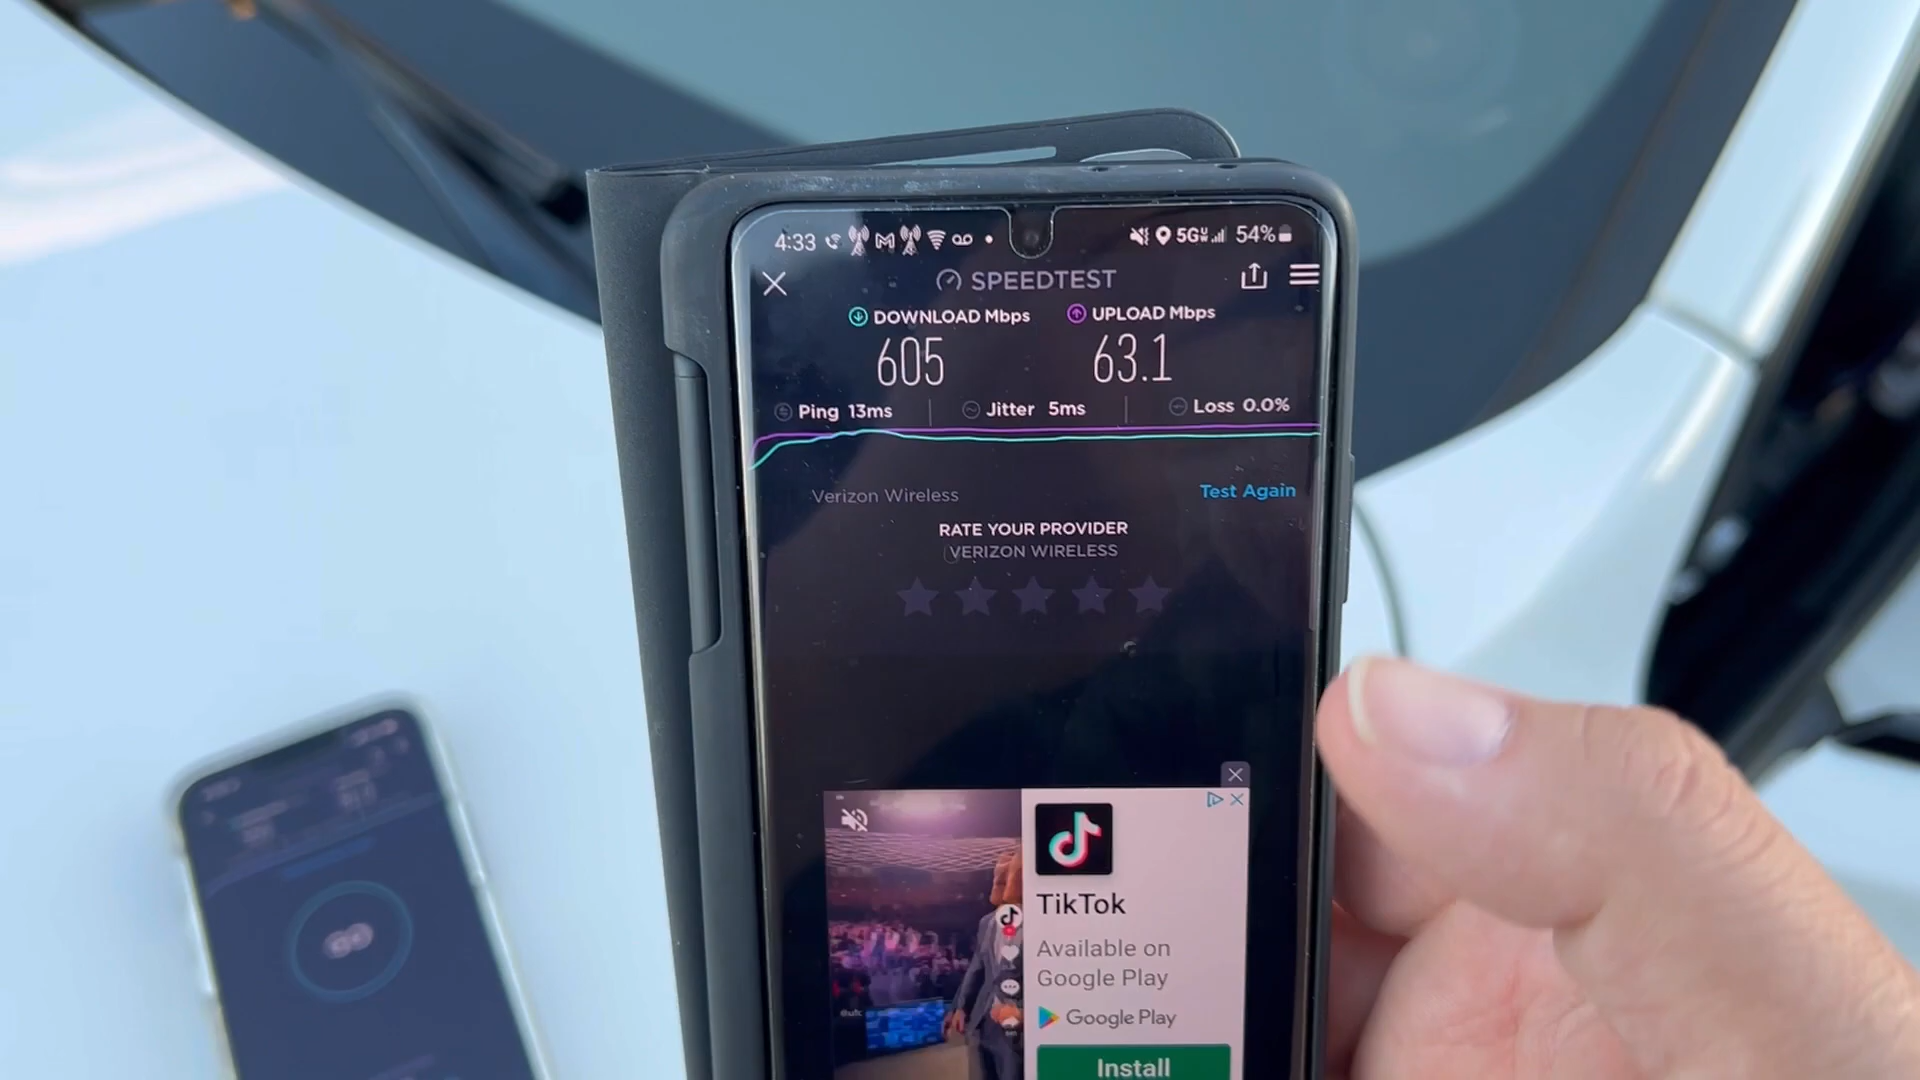 4:33 5G UW 54%
SPEEDTEST
DOWNLOAD Mbps UPLOAD Mbps
605 63.1
Ping 13ms Jitter 5ms Loss 0.0%
Verizon Wireless Test Again
RATE YOUR PROVIDER
VERIZON WIRELESS
TikTok
Available on
Google Play
Google Play
Install